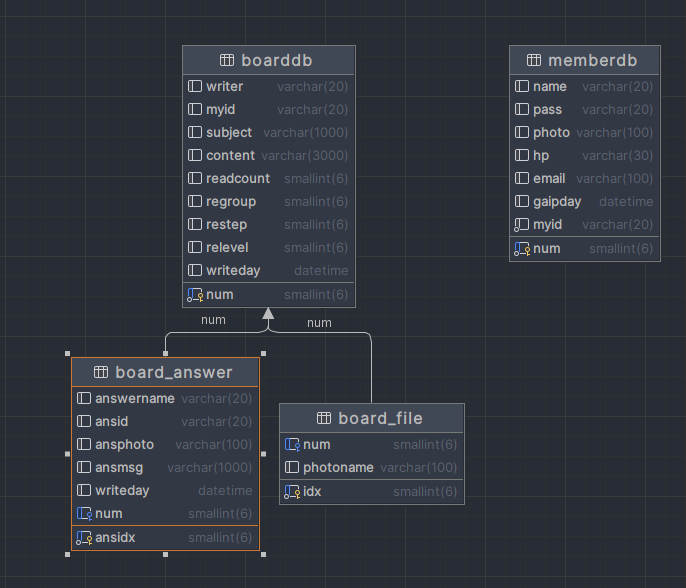 boarddb
writer varchar(20)
myid varchar(20)
subject varchar(1000)
content varchar(3000)
readcount smallint(6)
regroup smallint(6)
restep smallint(6)
relevel smallint(6)
writeday datetime
num smallint(6)
memberdb
name varchar(20)
pass varchar(20)
photo varchar(100)
hp varchar(30)
email varchar(100)
gaipday datetime
myid varchar(20)
num smallint(6)
num
num
board_answer
answername varchar(20)
ansid varchar(20)
ansphoto varchar(100)
ansmsg varchar(1000)
writeday datetime
num smallint(6)
ansidx smallint(6)
board_file
num smallint(6)
photoname varchar(100)
idx smallint(6)